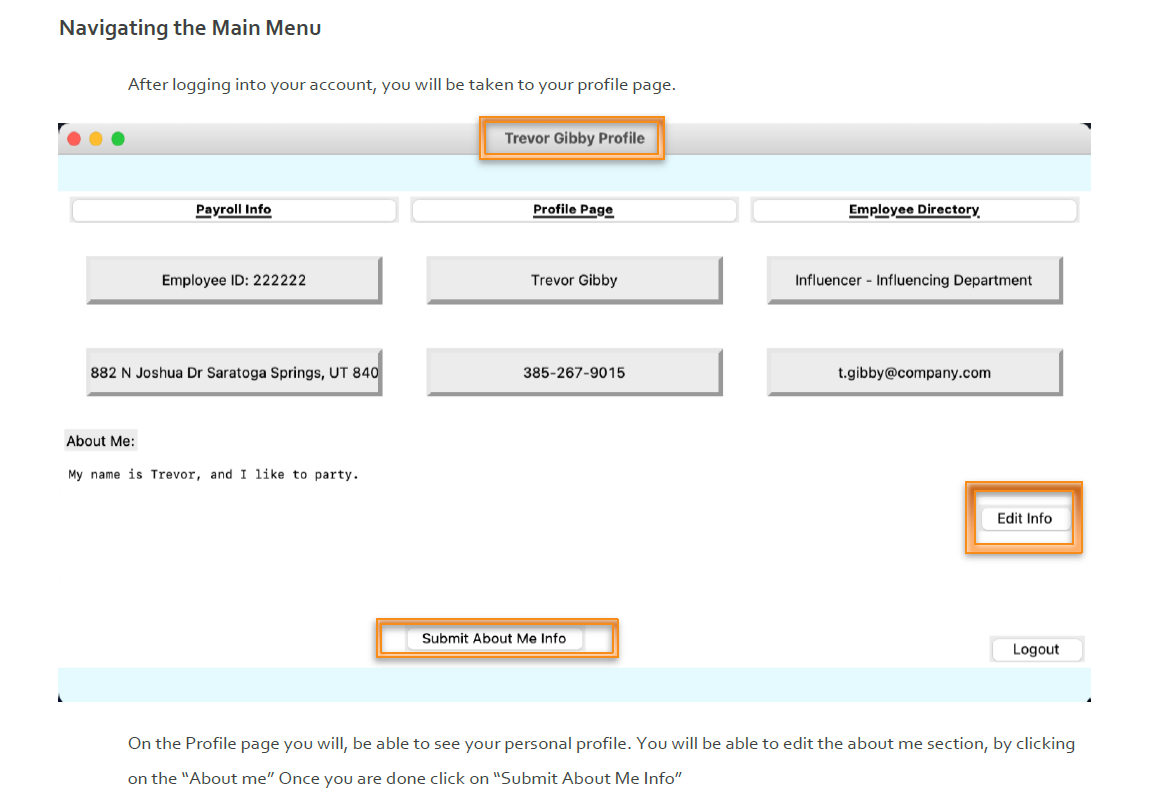 Navigating the Main Menu
After logging into your account, you will be taken to your profile page.
Trevor Gibby Profile
Payroll Info
Profile Page
Employee Directory
Employee ID: 222222
Trevor Gibby
Influencer - Influencing Department
882 N Joshua Dr Saratoga Springs, UT 840
385-267-9015
t.gibby@company.com
About Me:
My name is Trevor, and I like to party.
Edit Info
Submit About Me Info
Logout
On the Profile page you will, be able to see your personal profile. You will be able to edit the about me section, by clicking
on the “About me” Once you are done click on “Submit About Me Info”